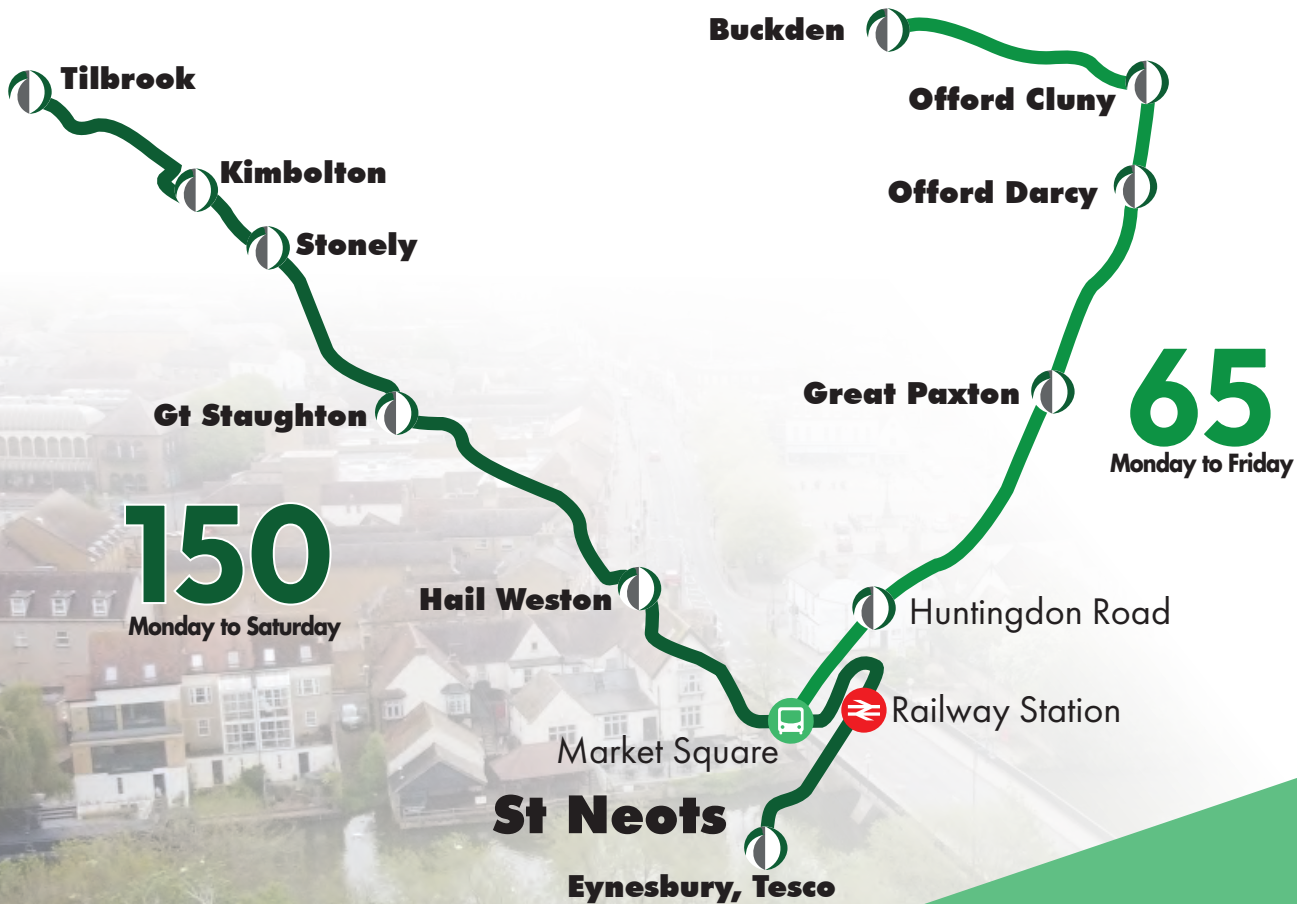 Buckden
Tilbrook
Offord Cluny
Kimbolton
Offord Darcy
Stonely
65
Monday to Friday
Great Paxton
Gt Staughton
150
Monday to Saturday
Hail Weston
Huntingdon Road
Railway Station
Market Square
St Neots
Eynesbury, Tesco